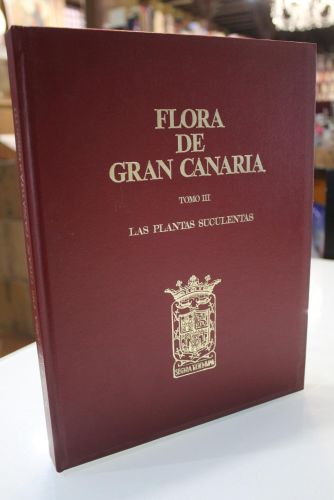 FLORA
DE
GRAN CANARIA
TOMO III
LAS PLANTAS SUCULENTAS